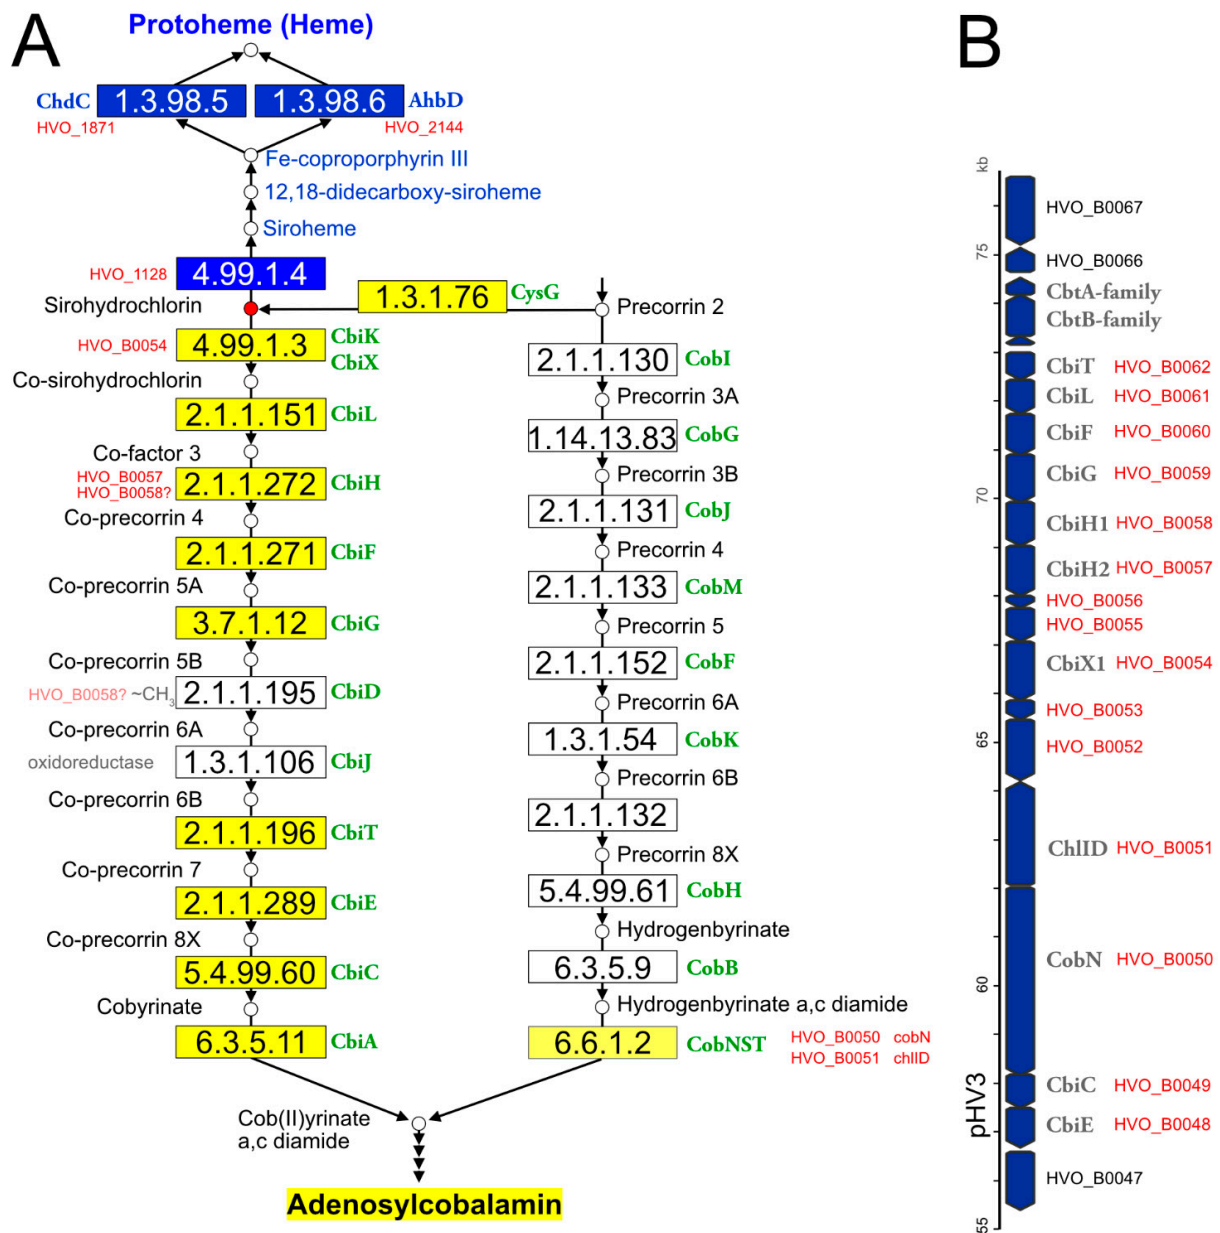 A
Protoheme (Heme)
ChdC 1.3.98.5 1.3.98.6 AhbD
HVO_1871 HVO_2144
Fe-coproporphyrin III
12,18-didecarboxy-siroheme
Siroheme
HVO_1128 4.99.1.4
Sirohydrochlorin
1.3.1.76 CysG
Precorrin 2
HVO_B0054 4.99.1.3 CbiK
CbiX
Co-sirohydrochlorin
2.1.1.151 CbiL
Co-factor 3
HVO_B0057
HVO_B0058? 2.1.1.272 CbiH
Co-precorrin 4
2.1.1.271 CbiF
Co-precorrin 5A
3.7.1.12 CbiG
Co-precorrin 5B
HVO_B0058? ~CH3 2.1.1.195 CbiD
Co-precorrin 6A
oxidoreductase 1.3.1.106 CbiJ
Co-precorrin 6B
2.1.1.196 CbiT
Co-precorrin 7
2.1.1.289 CbiE
Co-precorrin 8X
5.4.99.60 CbiC
Cobyrinate
6.3.5.11 CbiA
2.1.1.130 CobI
Precorrin 3A
1.14.13.83 CobG
Precorrin 3B
2.1.1.131 CobJ
Precorrin 4
2.1.1.133 CobM
Precorrin 5
2.1.1.152 CobF
Precorrin 6A
1.3.1.54 CobK
Precorrin 6B
2.1.1.132
Precorrin 8X
5.4.99.61 CobH
Hydrogenbyrinate
6.3.5.9 CobB
Hydrogenbyrinate a,c diamide
6.6.1.2 CobNST
HVO_B0050 cobN
HVO_B0051 chlID
Cob(II)yrinate
a,c diamide
Adenosylcobalamin
B
kb
75
70
65
60
55
pHV3
HVO_B0067
HVO_B0066
CbtA-family
CbtB-family
CbiT HVO_B0062
CbiL HVO_B0061
CbiF HVO_B0060
CbiG HVO_B0059
CbiH1 HVO_B0058
CbiH2 HVO_B0057
HVO_B0056
HVO_B0055
CbiX1 HVO_B0054
HVO_B0053
HVO_B0052
ChlID HVO_B0051
CobN HVO_B0050
CbiC HVO_B0049
CbiE HVO_B0048
HVO_B0047